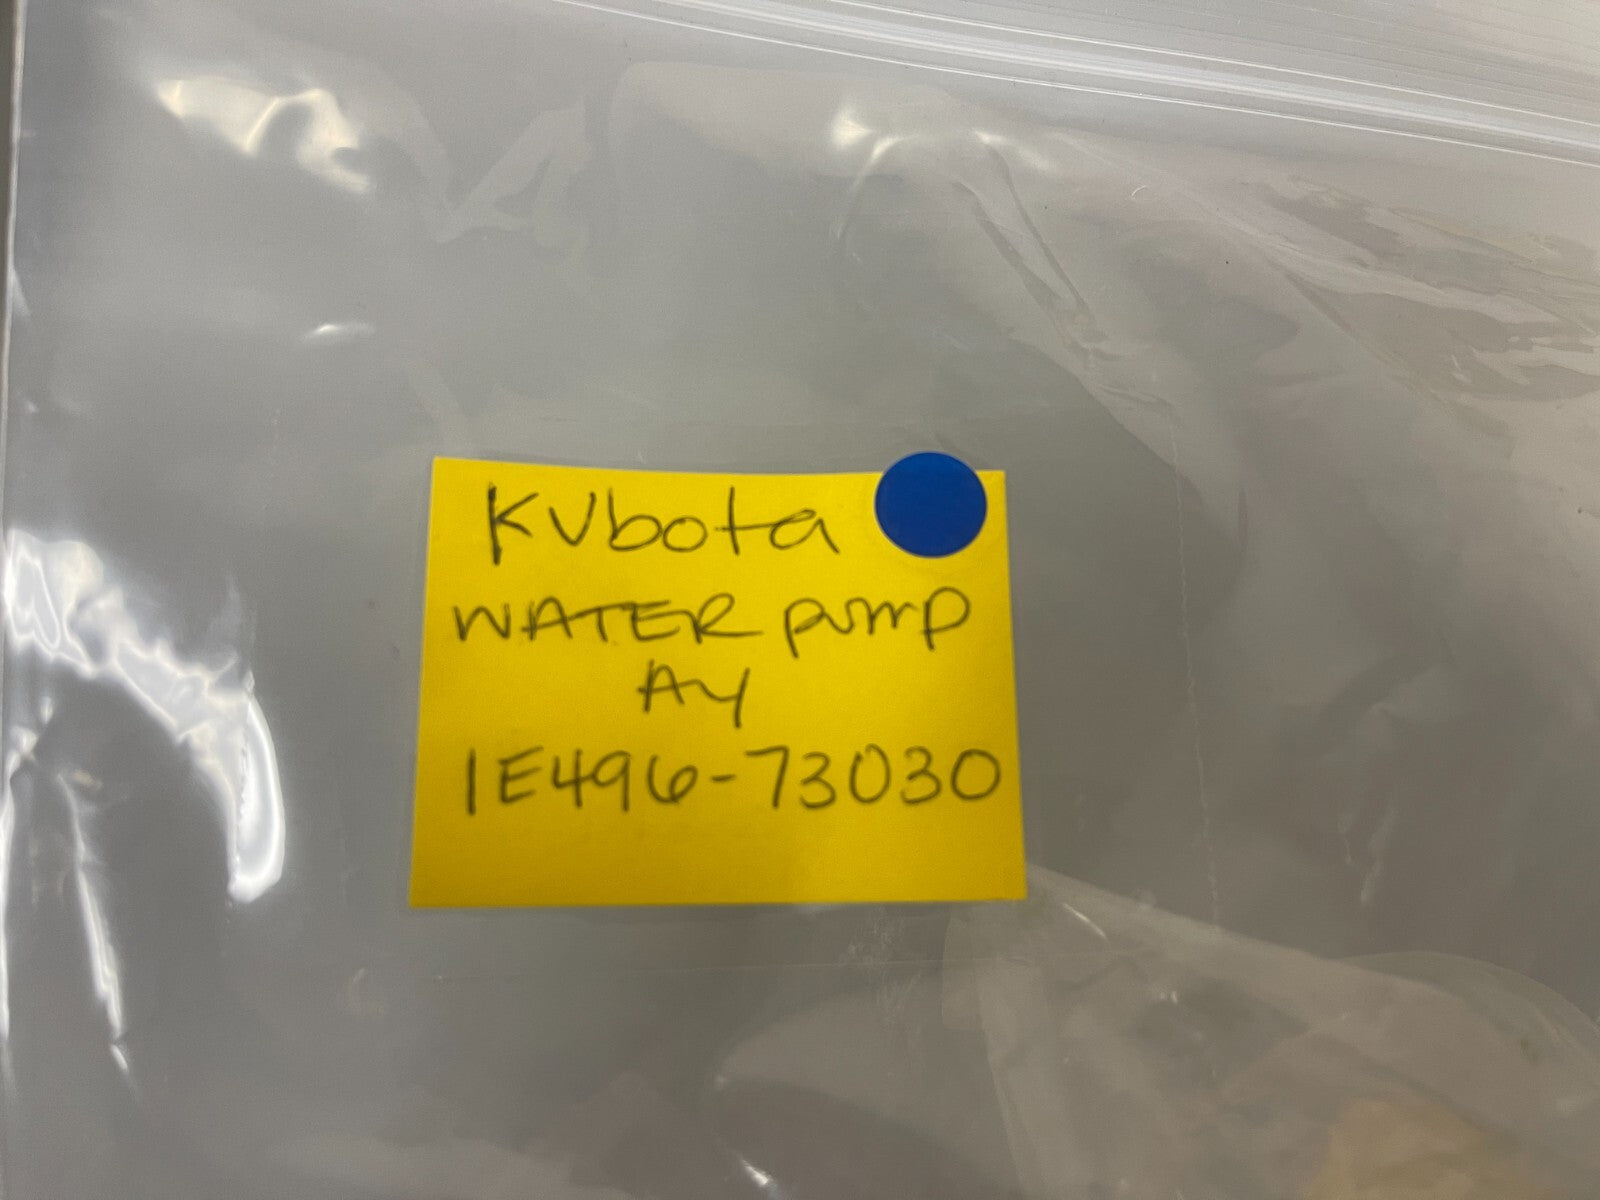 Kubota
WATER pump
AY
1E496-73030